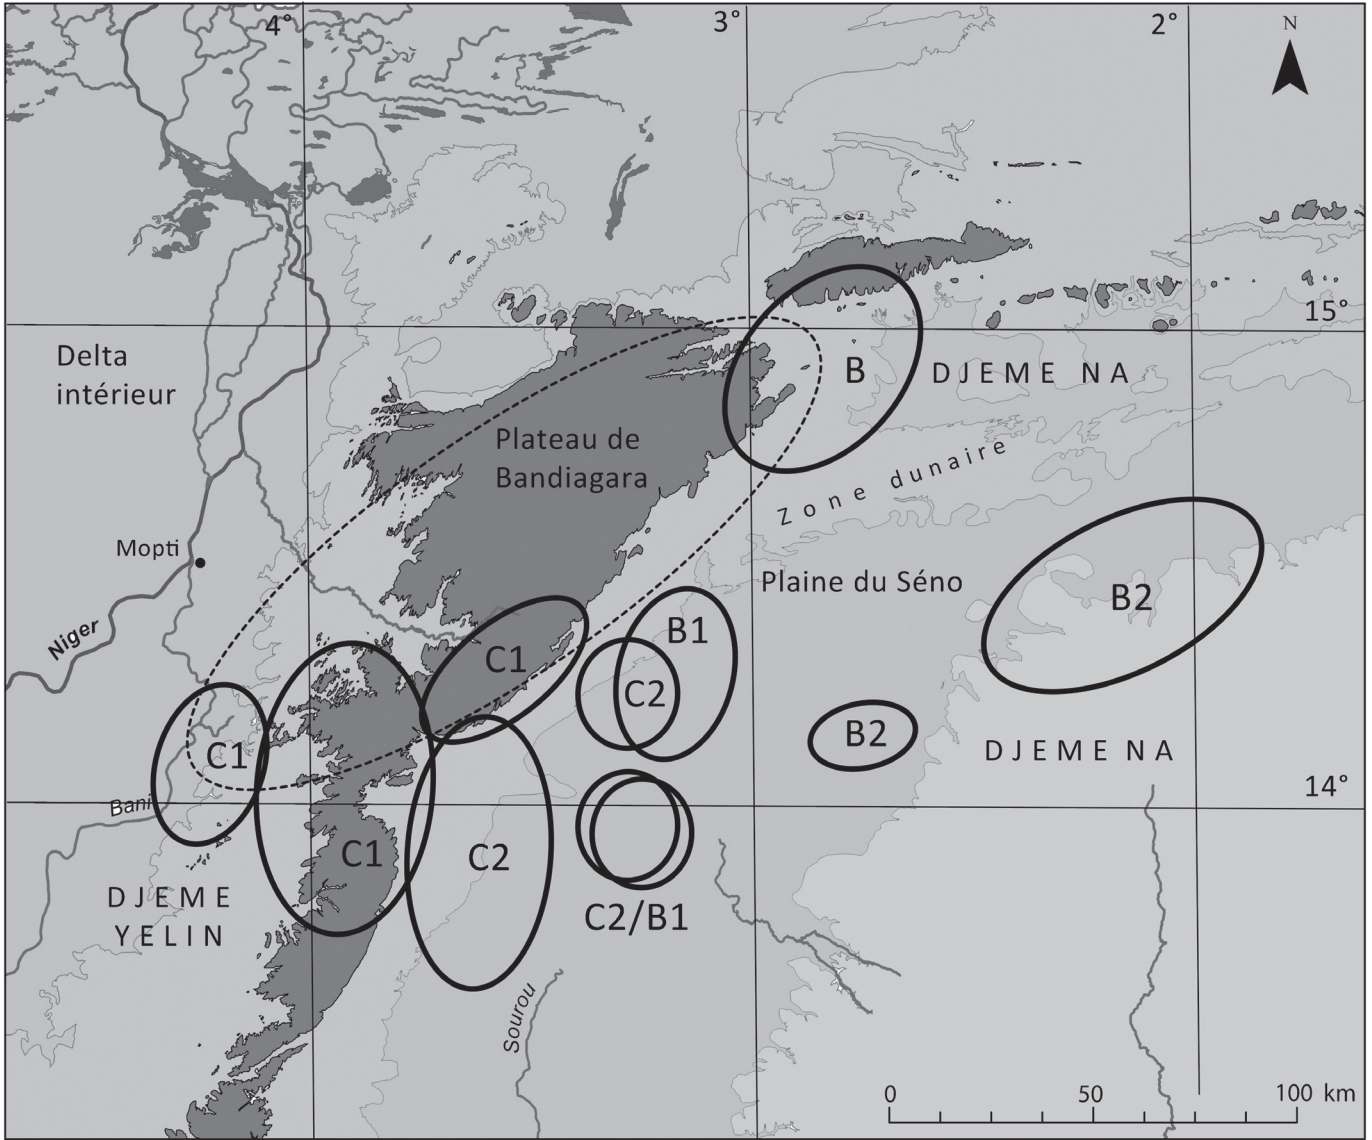 4°
3°
2°
N
15°
Delta
intérieur
B
DJEME NA
Plateau de
Bandiagara
Zone dunaire
Mopti
Plaine du Séno
B2
Niger
B1
C1
C2
C1
B2
DJEME NA
14°
Bani
C1
C2
DJEME
YELIN
C2/B1
Sourou
0 50 100 km